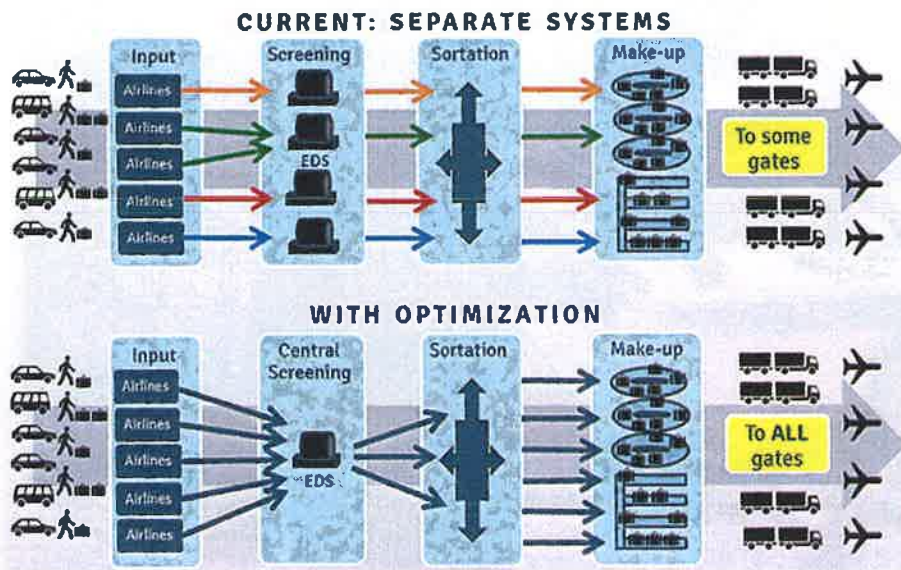 CURRENT: SEPARATE SYSTEMS
Input
Screening
Sortation
Make-up
Airlines
Airlines
Airlines
Airlines
Airlines
EDS
To some
gates
WITH OPTIMIZATION
Input
Central
Screening
Sortation
Make-up
Airlines
Airlines
Airlines
Airlines
Airlines
EDS
To ALL
gates